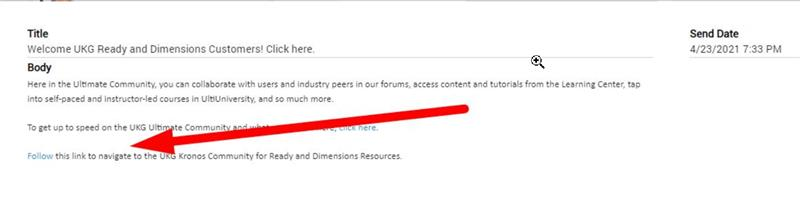 Title
Send Date
Welcome UKG Ready and Dimensions Customers! Click here.
4/23/2021 7:33 PM
Body
Here in the Ultimate Community, you can collaborate with users and industry peers in our forums, access content and tutorials from the Learning Center, tap
into self-paced and instructor-led courses in UltiUniversity, and so much more.
To get up to speed on the UKG Ultimate Community and click here.
Follow this link to navigate to the UKG Kronos Community for Ready and Dimensions Resources.